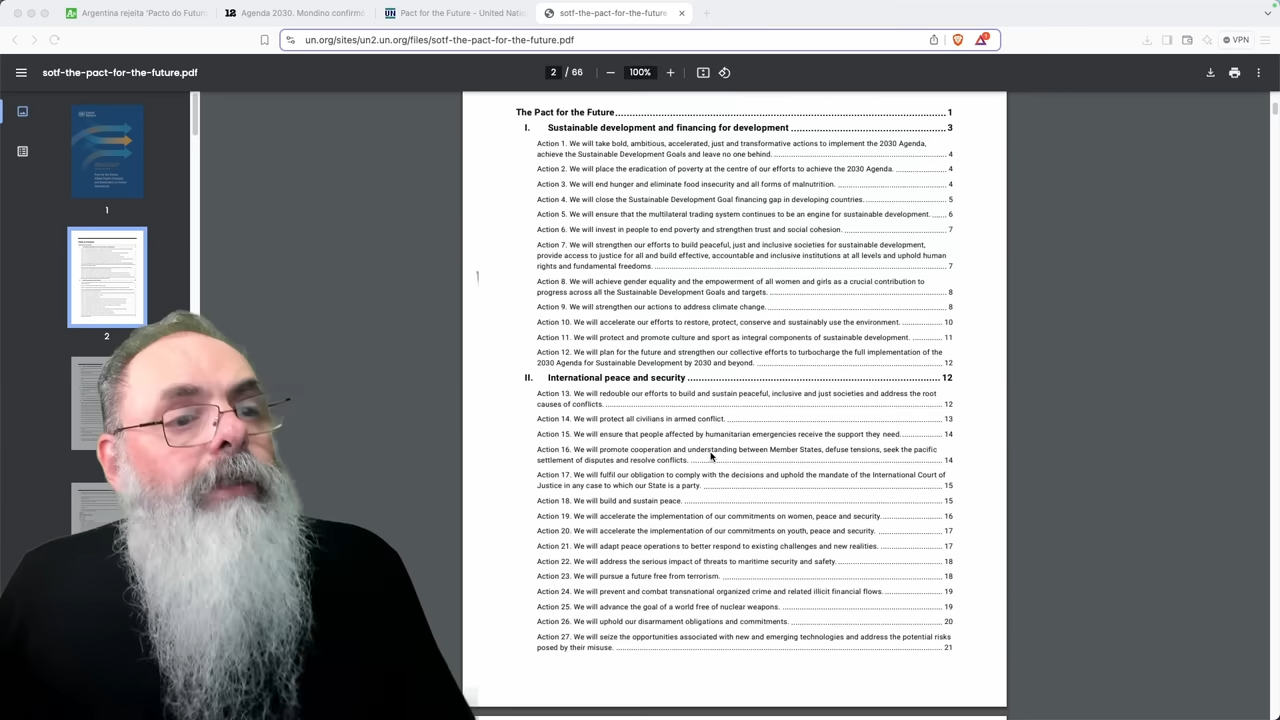 Argentina rejeita 'Pacto do Futur
12 Agenda 2030. Mondino confirmó
UN Pact for the Future - United Natio
sotf-the-pact-for-the-future.pdf
un.org/sites/un2.un.org/files/sotf-the-pact-for-the-future.pdf
VPN
sotf-the-pact-for-the-future.pdf
2 / 66
100%
1
2
The Pact for the Future 1
I. Sustainable development and financing for development 3
Action 1. We will take bold, ambitious, accelerated, just and transformative actions to implement the 2030 Agenda,
achieve the Sustainable Development Goals and leave no one behind. 4
Action 2. We will place the eradication of poverty at the centre of our efforts to achieve the 2030 Agenda. 4
Action 3. We will end hunger and eliminate food insecurity and all forms of malnutrition. 4
Action 4. We will close the Sustainable Development Goal financing gap in developing countries. 5
Action 5. We will ensure that the multilateral trading system continues to be an engine for sustainable development. 6
Action 6. We will invest in people to end poverty and strengthen trust and social cohesion. 7
Action 7. We will strengthen our efforts to build peaceful, just and inclusive societies for sustainable development,
provide access to justice for all and build effective, accountable and inclusive institutions at all levels and uphold human
rights and fundamental freedoms. 7
Action 8. We will achieve gender equality and the empowerment of all women and girls as a crucial contribution to
progress across all the Sustainable Development Goals and targets. 8
Action 9. We will strengthen our actions to address climate change. 8
Action 10. We will accelerate our efforts to restore, protect, conserve and sustainably use the environment. 10
Action 11. We will protect and promote culture and sport as integral components of sustainable development. 11
Action 12. We will plan for the future and strengthen our collective efforts to turbocharge the full implementation of the
2030 Agenda for Sustainable Development by 2030 and beyond. 12
II. International peace and security 12
Action 13. We will redouble our efforts to build and sustain peaceful, inclusive and just societies and address the root
causes of conflicts. 12
Action 14. We will protect all civilians in armed conflict. 13
Action 15. We will ensure that people affected by humanitarian emergencies receive the support they need. 14
Action 16. We will promote cooperation and understanding between Member States, defuse tensions, seek the pacific
settlement of disputes and resolve conflicts. 14
Action 17. We will fulfil our obligation to comply with the decisions and uphold the mandate of the International Court of
Justice in any case to which our State is a party. 15
Action 18. We will build and sustain peace. 15
Action 19. We will accelerate the implementation of our commitments on women, peace and security. 16
Action 20. We will accelerate the implementation of our commitments on youth, peace and security. 17
Action 21. We will adapt peace operations to better respond to existing challenges and new realities. 17
Action 22. We will address the serious impact of threats to maritime security and safety. 18
Action 23. We will pursue a future free from terrorism. 18
Action 24. We will prevent and combat transnational organized crime and related illicit financial flows. 19
Action 25. We will advance the goal of a world free of nuclear weapons. 19
Action 26. We will uphold our disarmament obligations and commitments. 20
Action 27. We will seize the opportunities associated with new and emerging technologies and address the potential risks
posed by their misuse. 21